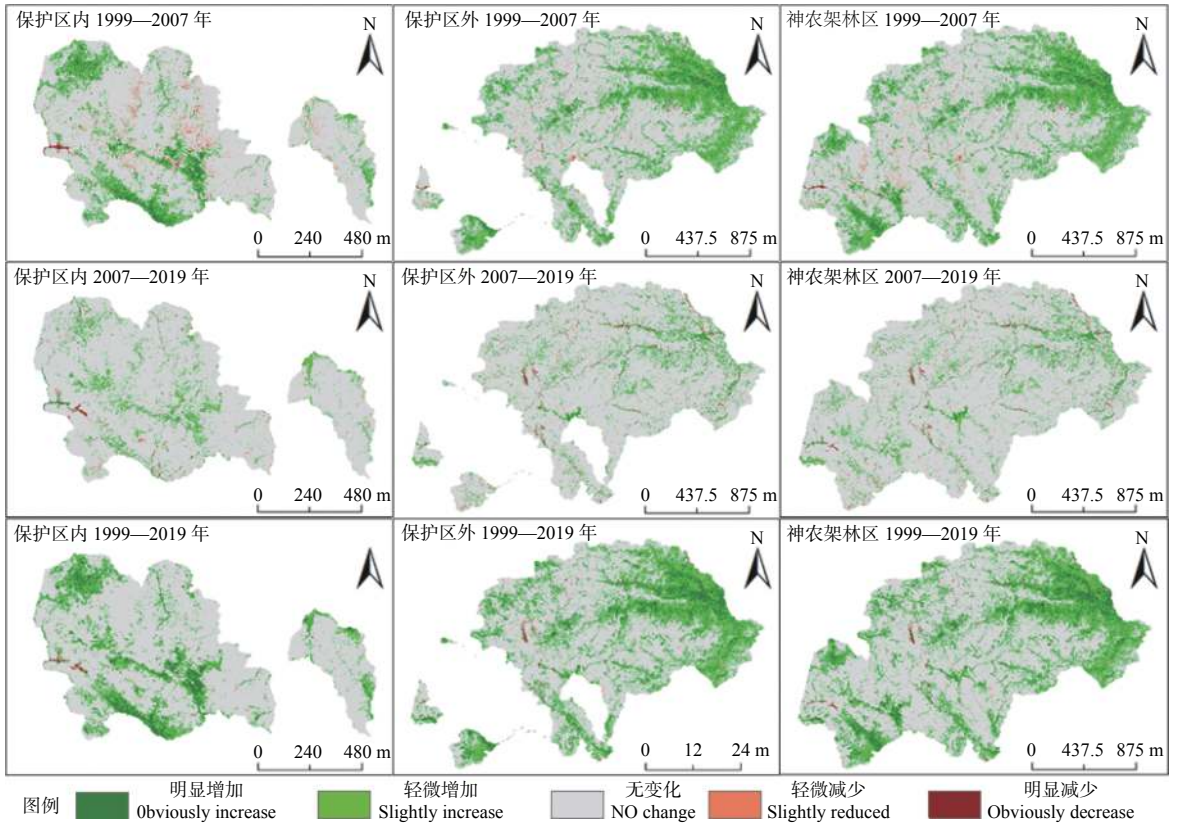 保护区内 1999—2007 年
N
0 240 480 m
保护区外 1999—2007 年
N
0 437.5 875 m
神农架林区 1999—2007 年
N
0 437.5 875 m
保护区内 2007—2019 年
N
0 240 480 m
保护区外 2007—2019 年
N
0 437.5 875 m
神农架林区 2007—2019 年
N
0 437.5 875 m
保护区内 1999—2019 年
N
0 240 480 m
保护区外 1999—2019 年
N
0 12 24 m
神农架林区 1999—2019 年
N
0 437.5 875 m
图例
明显增加
0bviously increase
轻微增加
Slightly increase
无变化
NO change
轻微减少
Slightly reduced
明显减少
Obviously decrease